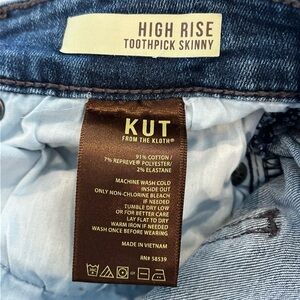 HIGH RISE
TOOTHPICK SKINNY
KUT
FROM THE KLOTH®
91% COTTON/
7% REPREVE® POLYESTER/
2% ELASTANE
MACHINE WASH COLD
INSIDE OUT
ONLY NON-CHLORINE BLEACH
IF NEEDED
TUMBLE DRY LOW
OR FOR BETTER CARE
LAY FLAT TO DRY
WARM IRON IF NEEDED
WASH ONCE BEFORE WEARING
MADE IN VIETNAM
RN# 58539